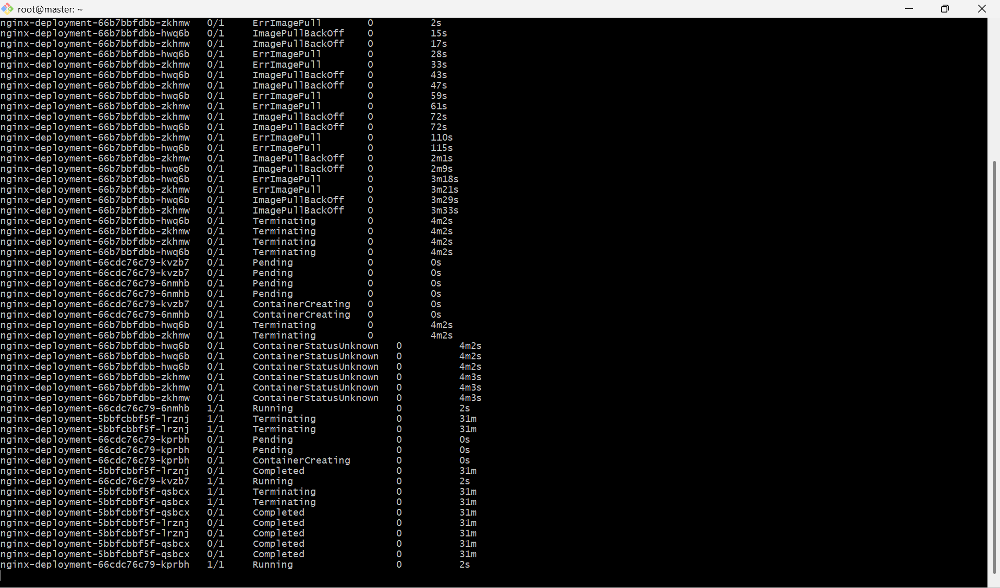 root@master: ~
nginx-deployment-66b7bbfdbb-zkhmw   0/1     ErrImagePull        0          2s
nginx-deployment-66b7bbfdbb-hwq6b   0/1     ImagePullBackOff    0          15s
nginx-deployment-66b7bbfdbb-zkhmw   0/1     ImagePullBackOff    0          17s
nginx-deployment-66b7bbfdbb-hwq6b   0/1     ErrImagePull        0          28s
nginx-deployment-66b7bbfdbb-zkhmw   0/1     ErrImagePull        0          33s
nginx-deployment-66b7bbfdbb-hwq6b   0/1     ImagePullBackOff    0          43s
nginx-deployment-66b7bbfdbb-zkhmw   0/1     ImagePullBackOff    0          47s
nginx-deployment-66b7bbfdbb-hwq6b   0/1     ErrImagePull        0          59s
nginx-deployment-66b7bbfdbb-zkhmw   0/1     ErrImagePull        0          61s
nginx-deployment-66b7bbfdbb-zkhmw   0/1     ImagePullBackOff    0          72s
nginx-deployment-66b7bbfdbb-hwq6b   0/1     ImagePullBackOff    0          72s
nginx-deployment-66b7bbfdbb-zkhmw   0/1     ErrImagePull        0          110s
nginx-deployment-66b7bbfdbb-hwq6b   0/1     ErrImagePull        0          115s
nginx-deployment-66b7bbfdbb-zkhmw   0/1     ImagePullBackOff    0          2m1s
nginx-deployment-66b7bbfdbb-hwq6b   0/1     ImagePullBackOff    0          2m9s
nginx-deployment-66b7bbfdbb-hwq6b   0/1     ErrImagePull        0          3m18s
nginx-deployment-66b7bbfdbb-zkhmw   0/1     ErrImagePull        0          3m21s
nginx-deployment-66b7bbfdbb-hwq6b   0/1     ImagePullBackOff    0          3m29s
nginx-deployment-66b7bbfdbb-zkhmw   0/1     ImagePullBackOff    0          3m33s
nginx-deployment-66b7bbfdbb-hwq6b   0/1     Terminating         0          4m2s
nginx-deployment-66b7bbfdbb-zkhmw   0/1     Terminating         0          4m2s
nginx-deployment-66b7bbfdbb-zkhmw   0/1     Terminating         0          4m2s
nginx-deployment-66b7bbfdbb-hwq6b   0/1     Terminating         0          4m2s
nginx-deployment-66cdc76c79-kvzb7   0/1     Pending             0          0s
nginx-deployment-66cdc76c79-kvzb7   0/1     Pending             0          0s
nginx-deployment-66cdc76c79-6nmhb   0/1     Pending             0          0s
nginx-deployment-66cdc76c79-6nmhb   0/1     Pending             0          0s
nginx-deployment-66cdc76c79-kvzb7   0/1     ContainerCreating   0          0s
nginx-deployment-66cdc76c79-6nmhb   0/1     ContainerCreating   0          0s
nginx-deployment-66b7bbfdbb-hwq6b   0/1     Terminating         0          4m2s
nginx-deployment-66b7bbfdbb-zkhmw   0/1     Terminating         0          4m2s
nginx-deployment-66b7bbfdbb-hwq6b   0/1     ContainerStatusUnknown   0          4m2s
nginx-deployment-66b7bbfdbb-hwq6b   0/1     ContainerStatusUnknown   0          4m2s
nginx-deployment-66b7bbfdbb-hwq6b   0/1     ContainerStatusUnknown   0          4m2s
nginx-deployment-66b7bbfdbb-zkhmw   0/1     ContainerStatusUnknown   0          4m3s
nginx-deployment-66b7bbfdbb-zkhmw   0/1     ContainerStatusUnknown   0          4m3s
nginx-deployment-66b7bbfdbb-zkhmw   0/1     ContainerStatusUnknown   0          4m3s
nginx-deployment-66cdc76c79-6nmhb   1/1     Running                  0          2s
nginx-deployment-5bbfcbbf5f-lrznj   1/1     Terminating              0          31m
nginx-deployment-5bbfcbbf5f-lrznj   1/1     Terminating              0          31m
nginx-deployment-66cdc76c79-kprbh   0/1     Pending                  0          0s
nginx-deployment-66cdc76c79-kprbh   0/1     Pending                  0          0s
nginx-deployment-66cdc76c79-kprbh   0/1     ContainerCreating        0          0s
nginx-deployment-5bbfcbbf5f-lrznj   0/1     Completed                0          31m
nginx-deployment-66cdc76c79-kvzb7   1/1     Running                  0          2s
nginx-deployment-5bbfcbbf5f-qsbcx   1/1     Terminating              0          31m
nginx-deployment-5bbfcbbf5f-qsbcx   1/1     Terminating              0          31m
nginx-deployment-5bbfcbbf5f-qsbcx   0/1     Completed                0          31m
nginx-deployment-5bbfcbbf5f-lrznj   0/1     Completed                0          31m
nginx-deployment-5bbfcbbf5f-lrznj   0/1     Completed                0          31m
nginx-deployment-5bbfcbbf5f-qsbcx   0/1     Completed                0          31m
nginx-deployment-5bbfcbbf5f-qsbcx   0/1     Completed                0          31m
nginx-deployment-66cdc76c79-kprbh   1/1     Running                  0          2s